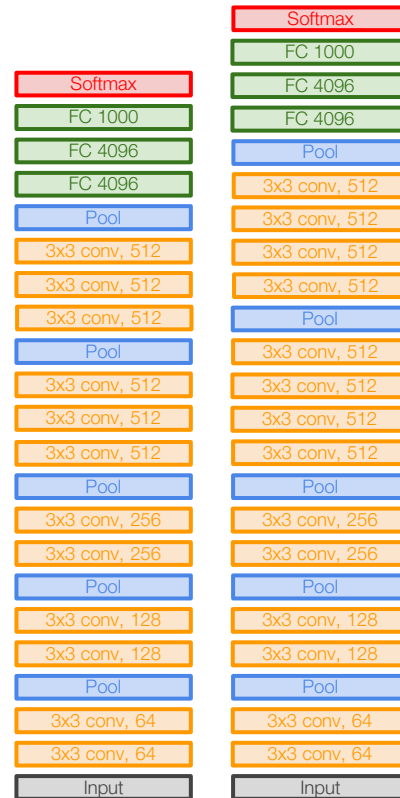 Softmax
FC 1000
FC 4096
FC 4096
Pool
3x3 conv, 512
3x3 conv, 512
3x3 conv, 512
Pool
3x3 conv, 512
3x3 conv, 512
3x3 conv, 512
Pool
3x3 conv, 256
3x3 conv, 256
Pool
3x3 conv, 128
3x3 conv, 128
Pool
3x3 conv, 64
3x3 conv, 64
Input
Softmax
FC 1000
FC 4096
FC 4096
Pool
3x3 conv, 512
3x3 conv, 512
3x3 conv, 512
3x3 conv, 512
Pool
3x3 conv, 512
3x3 conv, 512
3x3 conv, 512
3x3 conv, 512
Pool
3x3 conv, 256
3x3 conv, 256
Pool
3x3 conv, 128
3x3 conv, 128
Pool
3x3 conv, 64
3x3 conv, 64
Input